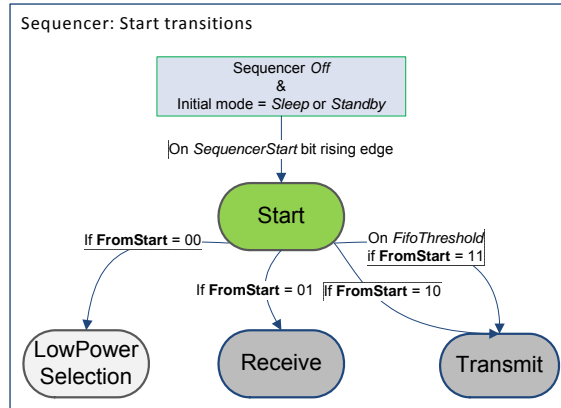 Sequencer: Start transitions
Sequencer Off
&
Initial mode = Sleep or Standby
On SequencerStart bit rising edge
Start
If FromStart = 00
On FifoThreshold
if FromStart = 11
If FromStart = 01
If FromStart = 10
LowPower
Selection
Receive
Transmit